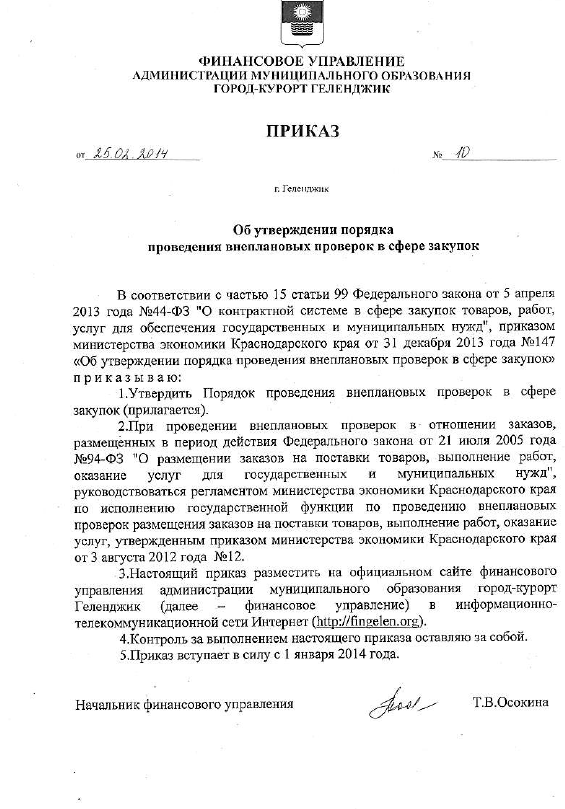 ФИНАНСОВОЕ УПРАВЛЕНИЕ
АДМИНИСТРАЦИИ МУНИЦИПАЛЬНОГО ОБРАЗОВАНИЯ
ГОРОД-КУРОРТ ГЕЛЕНДЖИК
ПРИКАЗ
от 25.02.2014 № 10
г. Геленджик
Об утверждении порядка
проведения внеплановых проверок в сфере закупок
В соответствии с частью 15 статьи 99 Федерального закона от 5 апреля
2013 года №44-ФЗ "О контрактной системе в сфере закупок товаров, работ,
услуг для обеспечения государственных и муниципальных нужд", приказом
министерства экономики Краснодарского края от 31 декабря 2013 года №147
«Об утверждении порядка проведения внеплановых проверок в сфере закупок»
п р и к а з ы в а ю:
1.Утвердить Порядок проведения внеплановых проверок в сфере
закупок (прилагается).
2.При проведении внеплановых проверок в отношении заказов,
размещённых в период действия Федерального закона от 21 июля 2005 года
№94-ФЗ "О размещении заказов на поставки товаров, выполнение работ,
оказание услуг для государственных и муниципальных нужд",
руководствоваться регламентом министерства экономики Краснодарского края
по исполнению государственной функции по проведению внеплановых
проверок размещения заказов на поставки товаров, выполнение работ, оказание
услуг, утвержденным приказом министерства экономики Краснодарского края
от 3 августа 2012 года №12.
3.Настоящий приказ разместить на официальном сайте финансового
управления администрации муниципального образования город-курорт
Геленджик (далее – финансовое управление) в информационно-
телекоммуникационной сети Интернет (http://fingelen.org).
4.Контроль за выполнением настоящего приказа оставляю за собой.
5.Приказ вступает в силу с 1 января 2014 года.
Начальник финансового управления Т.В.Осокина